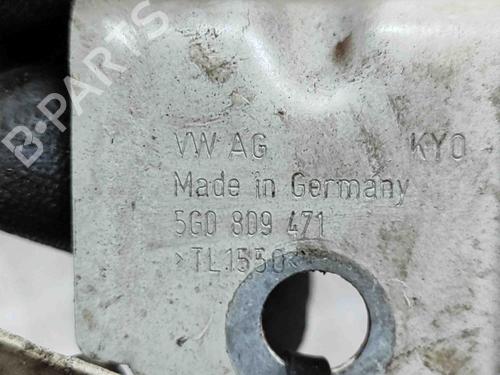 B-PARTS
VW AG KYO
Made in Germany
5G0 809 471
>TL1550<